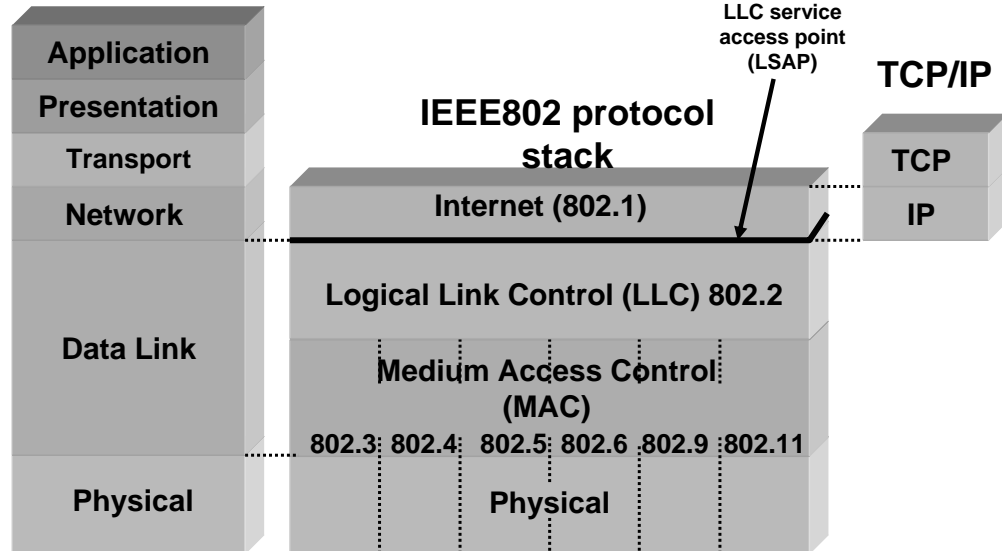 Application
Presentation
Transport
Network
Data Link
Physical
IEEE802 protocol
stack
LLC service
access point
(LSAP)
Internet (802.1)
Logical Link Control (LLC) 802.2
Medium Access Control
(MAC)
802.3 802.4 802.5 802.6 802.9 802.11
Physical
TCP/IP
TCP
IP